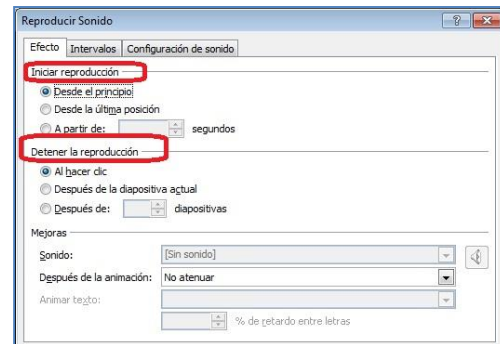 Reproducir Sonido
Efecto Intervalos Configuración de sonido
Iniciar reproducción
Desde el principio
Desde la última posición
A partir de: segundos
Detener la reproducción
Al hacer clic
Después de la diapositiva actual
Después de: diapositivas
Mejoras
Sonido: [Sin sonido]
Después de la animación: No atenuar
Animar texto:
% de retardo entre letras